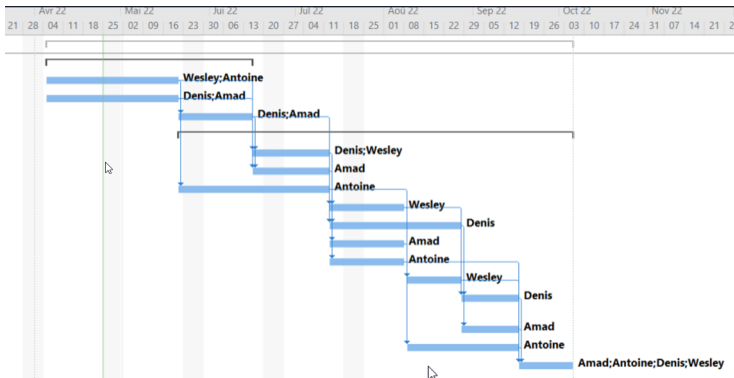 Avr 22 Mai 22 Jui 22 Jul 22 Aoû 22 Sep 22 Oct 22 Nov 22
21 28 04 11 18 25 02 09 16 23 30 06 13 20 27 04 11 18 25 01 08 15 22 29 05 12 19 26 03 10 17 24 31 07 14 21
Wesley;Antoine
Denis;Amad
Denis;Amad
Denis;Wesley
Amad
Antoine
Wesley
Denis
Amad
Antoine
Wesley
Denis
Amad
Antoine
Amad;Antoine;Denis;Wesley